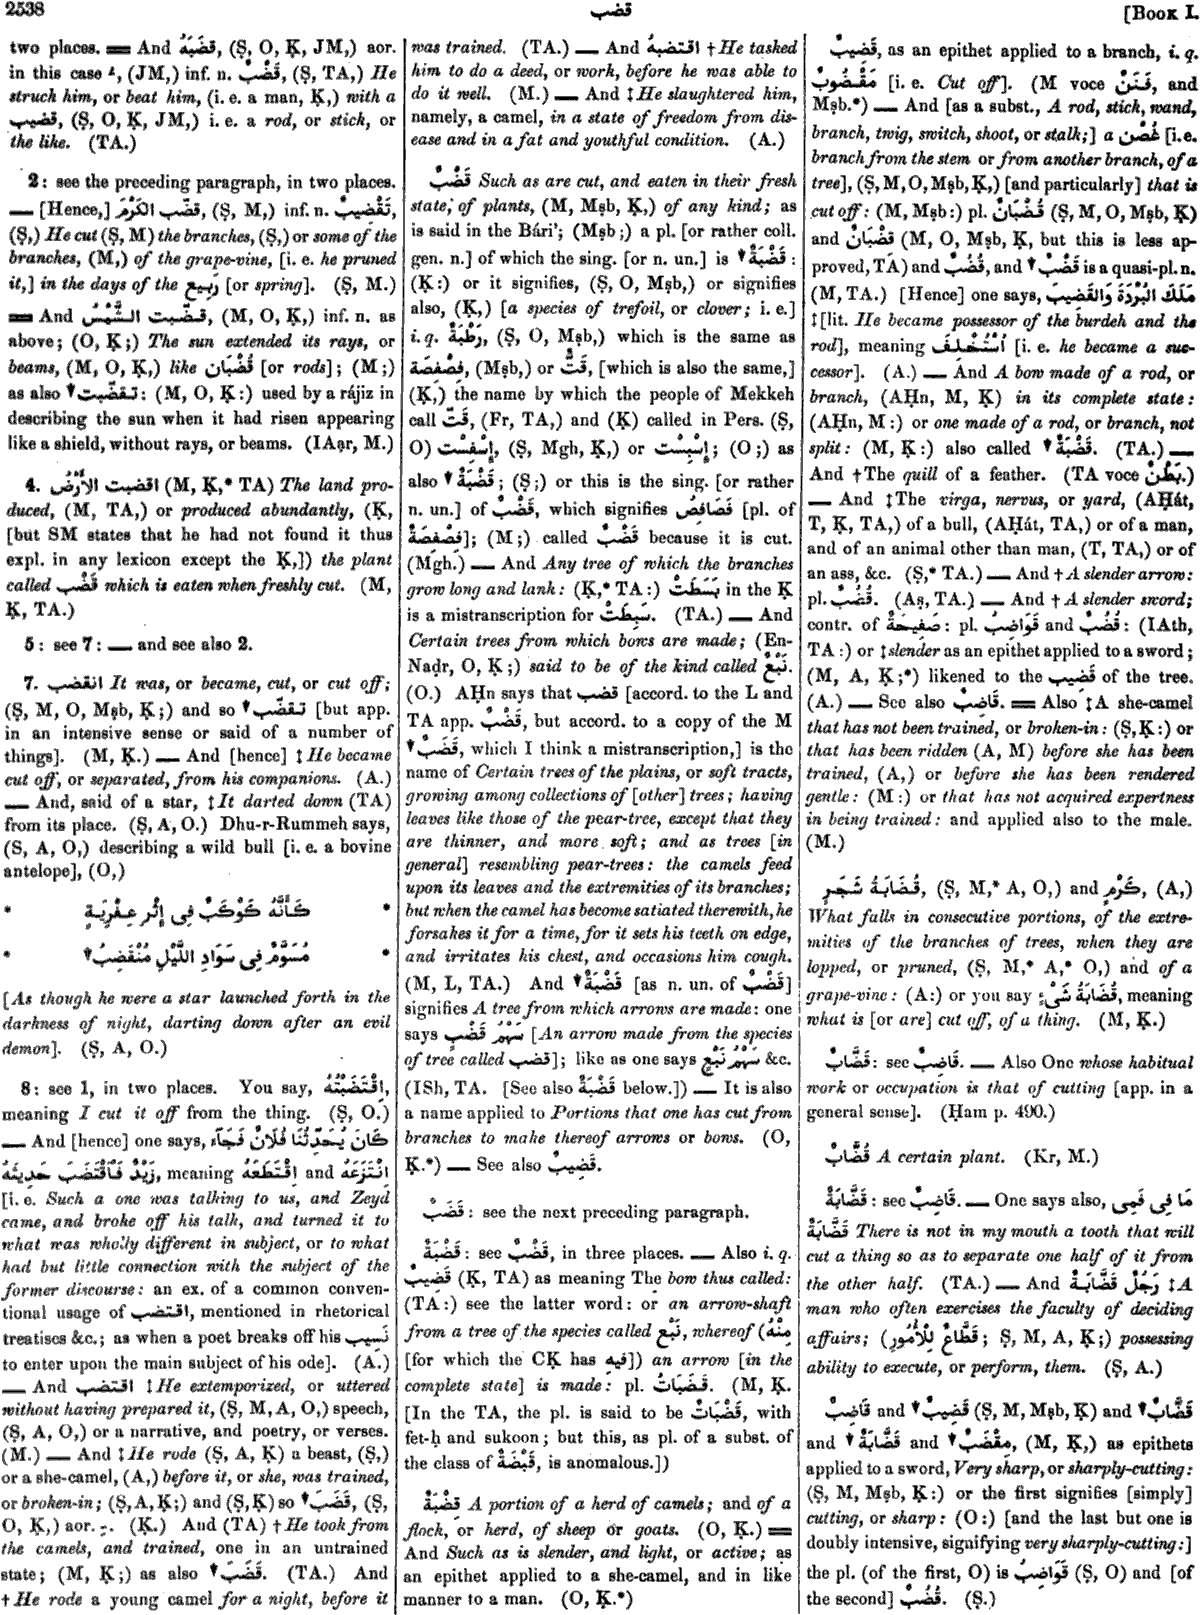 2538
قضب
[Book I.
two places. ═ And قَضَبَهُ, (Ṣ, O, Ḳ, JM,) aor.
in this case ـِ, (JM,) inf. n. قَضْبٌ, (Ṣ, TA,) He
struck him, or beat him, (i. e. a man, Ḳ,) with a
قضيب, (Ṣ, O, Ḳ, JM,) i. e. a rod, or stick, or
the like. (TA.)
2: see the preceding paragraph, in two places.
— [Hence,] قضّب الكَرْمَ, (Ṣ, M,) inf. n. تَقْضِيبٌ,
(Ṣ,) He cut (Ṣ, M) the branches, (Ṣ,) or some of the
branches, (M,) of the grape-vine, [i. e. he pruned
it,] in the days of the رَبِيع [or spring]. (Ṣ, M.)
═ And قضّبت الشَّمْسُ, (M, O, Ḳ,) inf. n. as
above; (O, Ḳ;) The sun extended its rays, or
beams, (M, O, Ḳ,) like قُضْبَان [or rods]; (M;)
as also ▼ تقضّبت: (M, O, Ḳ:) used by a rájiz in
describing the sun when it had risen appearing
like a shield, without rays, or beams. (IAạr, M.)
4. اقضبت الأَرْضُ (M, Ḳ,* TA) The land pro-
duced, (M, TA,) or produced abundantly, (Ḳ,
[but SM states that he had not found it thus
expl. in any lexicon except the Ḳ,]) the plant
called قَضْب which is eaten when freshly cut. (M,
Ḳ, TA.)
5: see 7: — and see also 2.
7. انقضب It was, or became, cut, or cut off;
(Ṣ, M, O, Mṣb, Ḳ;) and so ▼ تقضّب [but app.
in an intensive sense or said of a number of
things]. (M, Ḳ.) — And [hence] ‡ He became
cut off, or separated, from his companions. (A.)
— And, said of a star, ‡ It darted down (TA)
from its place. (Ṣ, A, O.) Dhu-r-Rummeh says,
(S, A, O,) describing a wild bull [i. e. a bovine
antelope], (O,)
* كَأَنَّهُ كَوْكَبٌ فِى إِثْرِ عِفْرِيَةٍ *
* مُسَوَّمٌ فِى سَوَادِ اللَّيْلِ مُنْقَضِبُ ▼ *
[As though he were a star launched forth in the
darkness of night, darting down after an evil
demon]. (Ṣ, A, O.)
8: see 1, in two places. You say, اِقْتَضَبْتُهُ,
meaning I cut it off from the thing. (Ṣ, O.)
— And [hence] one says, كَانَ يُحَدِّثُنَا فُلَانٌ فَجَآءَ
زَيْدٌ فَٱقْتَضَبَ حَدِيثَهُ, meaning اِقْتَطَعَهُ and اِنْتَزَعَهُ
[i. e. Such a one was talking to us, and Zeyd
came, and broke off his talk, and turned it to
what was wholly different in subject, or to what
had but little connection with the subject of the
former discourse: an ex. of a common conven-
tional usage of اقتضب, mentioned in rhetorical
treatises &c.; as when a poet breaks off his نَسِيب
to enter upon the main subject of his ode]. (A.)
— And اقتضب ‡ He extemporized, or uttered
without having prepared it, (Ṣ, M, A, O,) speech,
(Ṣ, A, O,) or a narrative, and poetry, or verses.
(M.) — And ‡ He rode (Ṣ, A, Ḳ) a beast, (Ṣ,)
or a she-camel, (A,) before it, or she, was trained,
or broken-in; (Ṣ, A, Ḳ;) and (Ṣ, Ḳ) so ▼ قَضَبَ, (Ṣ,
O, Ḳ,) aor. ـِ. (Ḳ.) And (TA) † He took from
the camels, and trained, one in an untrained
state; (M, Ḳ;) as also ▼ قَضَبَ. (TA.) And
† He rode a young camel for a night, before it
was trained. (TA.) — And اقتضبهُ † He tasked
him to do a deed, or work, before he was able to
do it well. (M.) — And ‡ He slaughtered him,
namely, a camel, in a state of freedom from dis-
ease and in a fat and youthful condition. (A.)
قَضْبٌ Such as are cut, and eaten in their fresh
state, of plants, (M, Mṣb, Ḳ,) of any kind; as
is said in the Bári'; (Mṣb;) a pl. [or rather coll.
gen. n.] of which the sing. [or n. un.] is ▼ قَضْبَةٌ:
(Ḳ:) or it signifies, (Ṣ, O, Mṣb,) or signifies
also, (Ḳ,) [a species of trefoil, or clover; i. e.]
i. q. رَطْبَةٌ, (Ṣ, O, Mṣb,) which is the same as
فِصْفِصَة, (Mṣb,) or قَتٌّ, [which is also the same,]
(Ḳ,) the name by which the people of Mekkeh
call قَتّ, (Fr, TA,) and (Ḳ) called in Pers. (Ṣ,
O) إِسْفِسْت, (Ṣ, Mgh, Ḳ,) or إِسْبِسْت; (O;) as
also ▼ قَضْبَةٌ; (Ṣ;) or this is the sing. [or rather
n. un.] of قَضْبٌ, which signifies فَصَافِصُ [pl. of
فِصْفِصَةٌ]; (M;) called قَضْبٌ because it is cut.
(Mgh.) — And Any tree of which the branches
grow long and lank: (Ḳ,* TA:) بَسَطَتْ in the Ḳ
is a mistranscription for سَبِطَتْ. (TA.) — And
Certain trees from which bows are made; (En-
Naḍr, O, Ḳ;) said to be of the kind called نَبْعٌ.
(O.) AḤn says that قضب [accord. to the L and
TA app. قَضْبٌ, but accord. to a copy of the M
▼ قَضَبٌ, which I think a mistranscription,] is the
name of Certain trees of the plains, or soft tracts,
growing among collections of [other] trees; having
leaves like those of the pear-tree, except that they
are thinner, and more soft; and as trees [in
general] resembling pear-trees: the camels feed
upon its leaves and the extremities of its branches;
but when the camel has become satiated therewith, he
forsakes it for a time, for it sets his teeth on edge,
and irritates his chest, and occasions him cough.
(M, L, TA.) And ▼ قَضْبَةٌ [as n. un. of قَضْبٌ]
signifies A tree from which arrows are made: one
says سَهْمُ قَضْبٍ [An arrow made from the species
of tree called قضب]; like as one says سَهْمُ نَبْعٍ &c.
(ISh, TA. [See also قَضْبَةٌ below.]) — It is also
a name applied to Portions that one has cut from
branches to make thereof arrows or bows. (O,
Ḳ.*) — See also قَضِيبٌ.
قَضَبٌ: see the next preceding paragraph.
قَضْبَةٌ: see قَضْبٌ, in three places. — Also i. q.
قَضِيبٌ (Ḳ, TA) as meaning The bow thus called:
(TA:) see the latter word: or an arrow-shaft
from a tree of the species called نَبْع, whereof (مِنْهُ
[for which the CḲ has فيه]) an arrow [in the
complete state] is made: pl. قَضَبَاتٌ. (M, Ḳ.
[In the TA, the pl. is said to be قَضْبَاتٌ, with
fet-ḥ and sukoon; but this, as pl. of a subst. of
the class of قَبْضَةٌ, is anomalous.])
قِضْبَةٌ A portion of a herd of camels; and of a
flock, or herd, of sheep or goats. (O, Ḳ.) ═
And Such as is slender, and light, or active; as
an epithet applied to a she-camel, and in like
manner to a man. (O, Ḳ.*)
قَضِيبٌ, as an epithet applied to a branch, i. q.
مَقْضُوبٌ [i. e. Cut off]. (M voce فَنَنٌ, and
Mṣb.*) — And [as a subst., A rod, stick, wand,
branch, twig, switch, shoot, or stalk;] a غُصْن [i. e.
branch from the stem or from another branch, of a
tree], (Ṣ, M, O, Mṣb, Ḳ,) [and particularly] that is
cut off: (M, Mṣb:) pl. قُضْبَانٌ (Ṣ, M, O, Mṣb, Ḳ)
and قِضْبَانٌ (M, O, Mṣb, Ḳ, but this is less ap-
proved, TA) and قُضُبٌ, and ▼ قَضْبٌ is a quasi-pl. n.
(M, TA.) [Hence] one says, مَلَكَ البُرْدَةَ وَالقَضِيبَ
‡ [lit. He became possessor of the burdeh and the
rod], meaning اُسْتُخْلِفَ [i. e. he became a suc-
cessor]. (A.) — And A bow made of a rod, or
branch, (AḤn, M, Ḳ) in its complete state:
(AḤn, M:) or one made of a rod, or branch, not
split: (M, Ḳ:) also called ▼ قَضْبَةٌ. (TA.) —
And † The quill of a feather. (TA voce بَطْنٌ.)
— And ‡ The virga, nervus, or yard, (AḤát,
T, Ḳ, TA,) of a bull, (AḤát, TA,) or of a man,
and of an animal other than man, (T, TA,) or of
an ass, &c. (Ṣ,* TA.) — And † A slender arrow:
pl. قُضُبٌ. (Aṣ, TA.) — And † A slender sword;
contr. of صَفِيحَةٌ: pl. قَوَاضِبُ and قُضُبٌ: (IAth,
TA:) or ‡ slender as an epithet applied to a sword;
(M, A, Ḳ;*) likened to the قَضِيب of the tree.
(A.) — See also قَاضِبٌ. ═ Also ‡ A she-camel
that has not been trained, or broken-in: (Ṣ, Ḳ:) or
that has been ridden (A, M) before she has been
trained, (A,) or before she has been rendered
gentle: (M:) or that has not acquired expertness
in being trained: and applied also to the male.
(M.)
قُضَابَةُ شَجَرٍ, (Ṣ, M,* A, O,) and كَرْمٍ, (A,)
What falls in consecutive portions, of the extre-
mities of the branches of trees, when they are
lopped, or pruned, (Ṣ, M,* A,* O,) and of a
grape-vine: (A:) or you say قُضَابَةُ شَىْءٍ, meaning
what is [or are] cut off, of a thing. (M, Ḳ.)
قَضَّابٌ: see قَاضِبٌ. — Also One whose habitual
work or occupation is that of cutting [app. in a
general sense]. (Ḥam p. 490.)
قُضَّابٌ A certain plant. (Kr, M.)
قَضَّابَةٌ: see قَاضِبٌ. — One says also, مَا فِى فَمِى
قَضَّابَةٌ There is not in my mouth a tooth that will
cut a thing so as to separate one half of it from
the other half. (TA.) — And رَجُلٌ قَضَّابَةٌ ‡ A
man who often exercises the faculty of deciding
affairs; (قَطَّاعٌ لِلْأُمُورِ; Ṣ, M, A, Ḳ;) possessing
ability to execute, or perform, them. (Ṣ, A.)
قَاضِبٌ and ▼ قَضِيبٌ (Ṣ, M, Mṣb, Ḳ) and ▼ قَضَّابٌ
and ▼ قَضَّابَةٌ and ▼ مِقْضَبٌ, (M, Ḳ,) as epithets
applied to a sword, Very sharp, or sharply-cutting:
(Ṣ, M, Mṣb, Ḳ:) or the first signifies [simply]
cutting, or sharp: (O:) [and the last but one is
doubly intensive, signifying very sharply-cutting:]
the pl. (of the first, O) is قَوَاضِبُ (Ṣ, O) and [of
the second] قُضُبٌ. (Ṣ.)